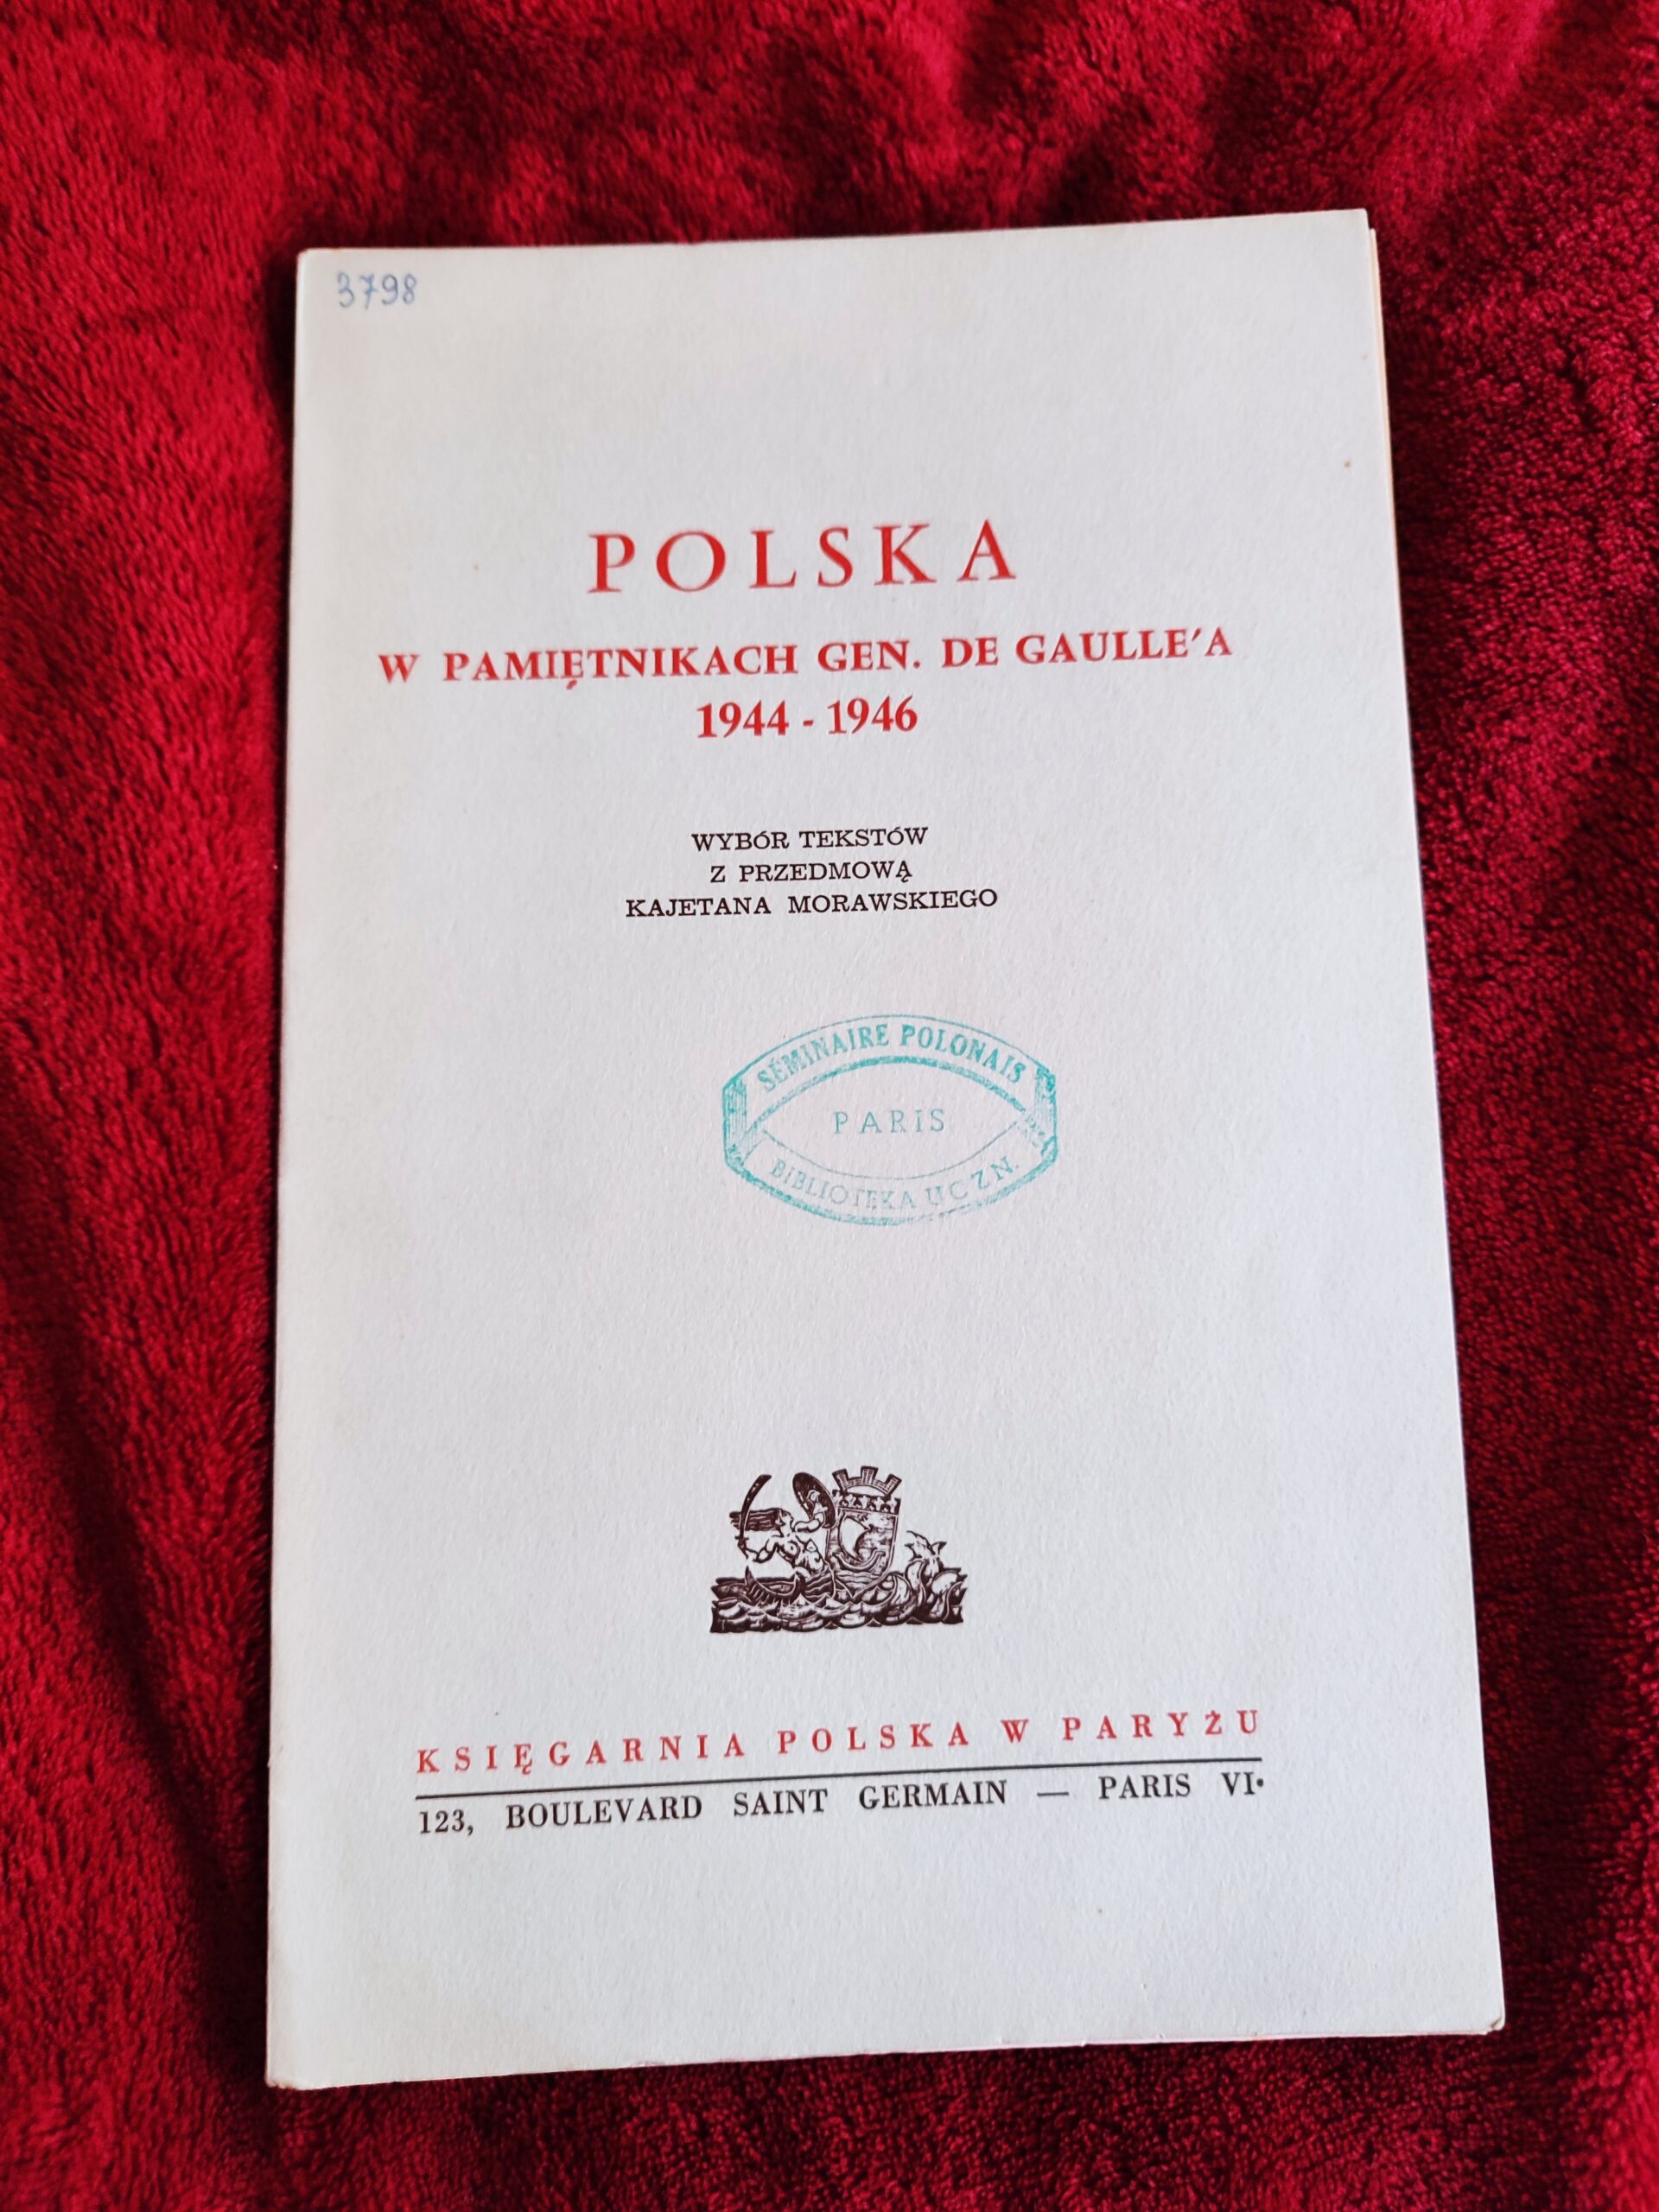 3798
POLSKA
W PAMIĘTNIKACH GEN. DE GAULLE'A
1944 - 1946
WYBÓR TEKSTÓW
Z PRZEDMOWĄ
KAJETANA MORAWSKIEGO
SÉMINAIRE POLONAIS
PARIS
BIBLIOTEKA UCZN.
KSIĘGARNIA POLSKA W PARYŻU
123, BOULEVARD SAINT GERMAIN — PARIS VIᵉ